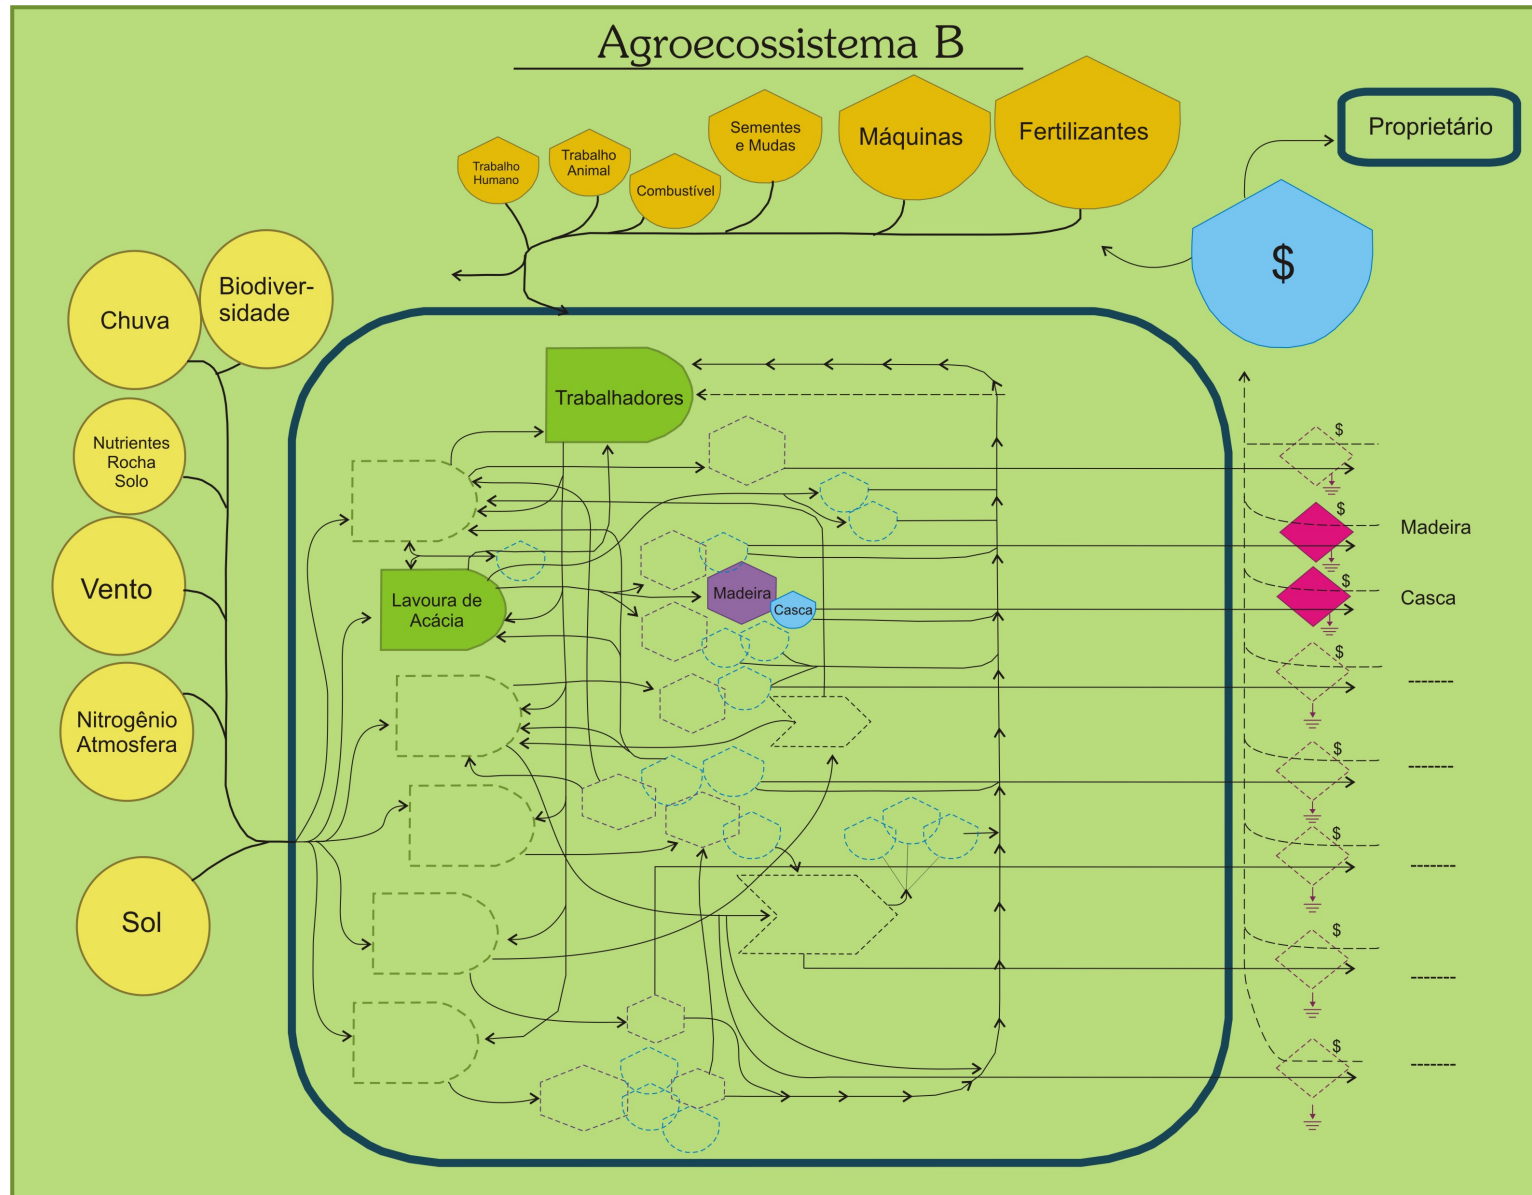 Agroecossistema B
Trabalho
Humano
Trabalho
Animal
Combustível
Sementes
e Mudas
Máquinas
Fertilizantes
Proprietário
$
Chuva
Biodiver-
sidade
Nutrientes
Rocha
Solo
Vento
Nitrogênio
Atmosfera
Sol
Trabalhadores
Lavoura de
Acácia
Madeira
Casca
$
$
Madeira
$
Casca
$
-------
$
-------
$
-------
$
-------
$
-------